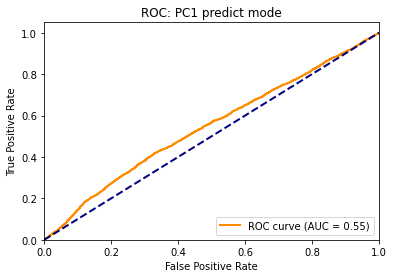 ROC: PC1 predict mode
True Positive Rate
1.0
0.8
0.6
0.4
0.2
0.0
ROC curve (AUC = 0.55)
0.0 0.2 0.4 0.6 0.8 1.0
False Positive Rate